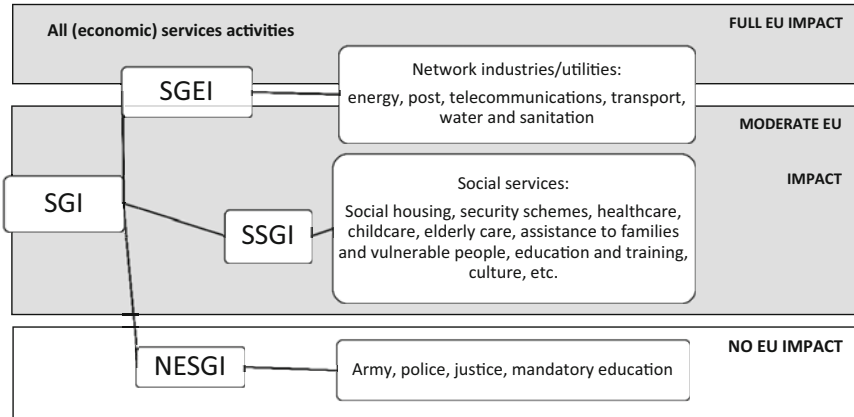 All (economic) services activities
FULL EU IMPACT
SGEI
Network industries/utilities:
energy, post, telecommunications, transport,
water and sanitation
MODERATE EU
IMPACT
SGI
SSGI
Social services:
Social housing, security schemes, healthcare,
childcare, elderly care, assistance to families
and vulnerable people, education and training,
culture, etc.
NO EU IMPACT
NESGI
Army, police, justice, mandatory education